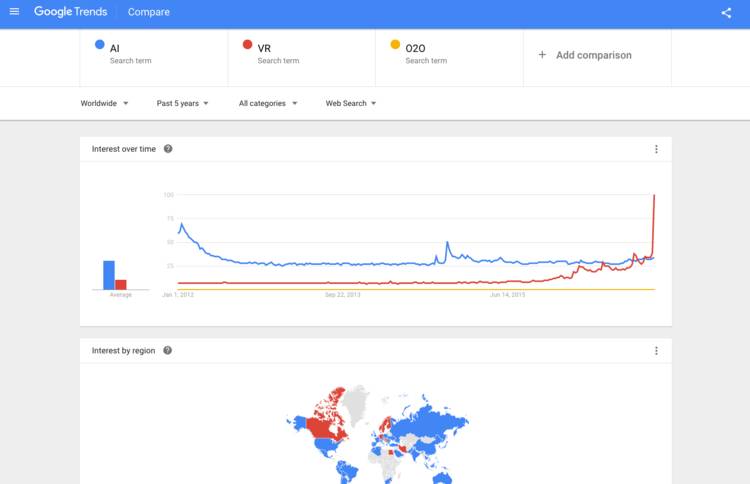 Google Trends Compare
AI
Search term
VR
Search term
O2O
Search term
+ Add comparison
Worldwide
Past 5 years
All categories
Web Search
Interest over time
100
75
50
25
Average
Jan 1, 2012
Sep 22, 2013
Jun 14, 2015
Interest by region